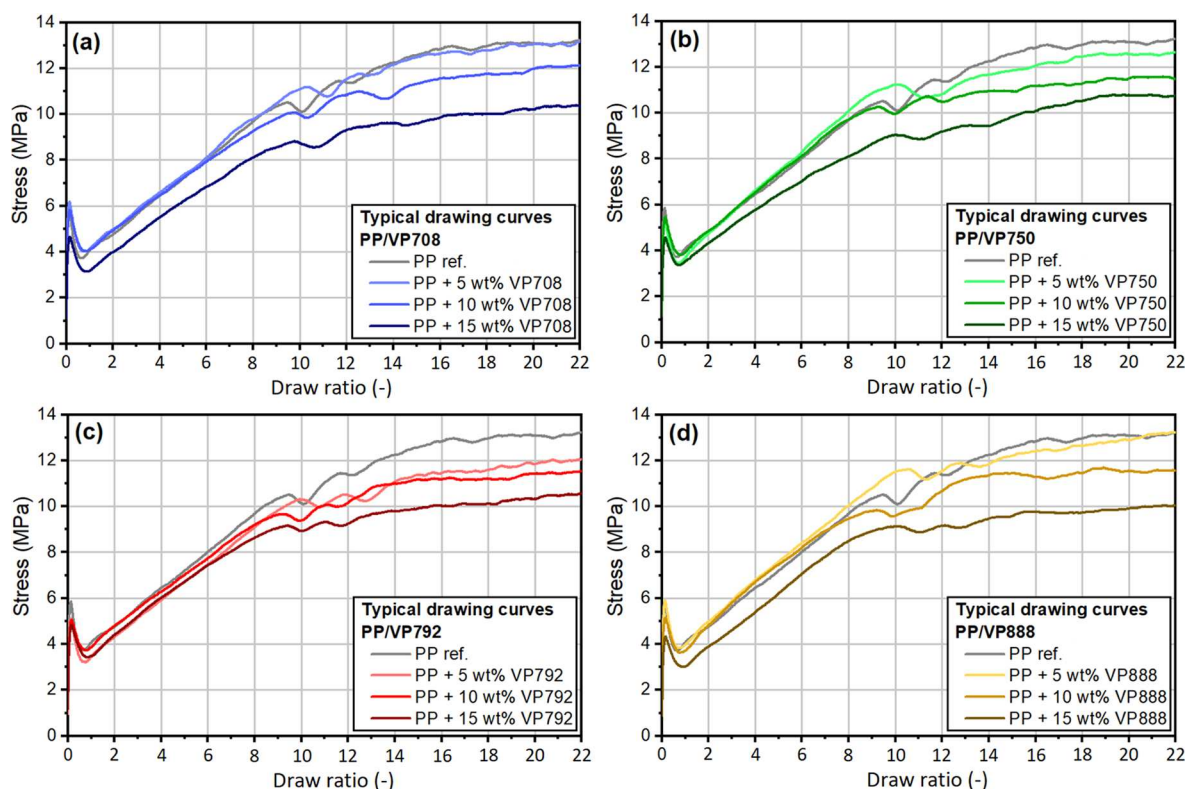 (a)
Stress (MPa)
14
12
10
8
6
4
2
0
0 2 4 6 8 10 12 14 16 18 20 22
Draw ratio (-)
Typical drawing curves
PP/VP708
PP ref.
PP + 5 wt% VP708
PP + 10 wt% VP708
PP + 15 wt% VP708
(b)
Stress (MPa)
14
12
10
8
6
4
2
0
0 2 4 6 8 10 12 14 16 18 20 22
Draw ratio (-)
Typical drawing curves
PP/VP750
PP ref.
PP + 5 wt% VP750
PP + 10 wt% VP750
PP + 15 wt% VP750
(c)
Stress (MPa)
14
12
10
8
6
4
2
0
0 2 4 6 8 10 12 14 16 18 20 22
Draw ratio (-)
Typical drawing curves
PP/VP792
PP ref.
PP + 5 wt% VP792
PP + 10 wt% VP792
PP + 15 wt% VP792
(d)
Stress (MPa)
14
12
10
8
6
4
2
0
0 2 4 6 8 10 12 14 16 18 20 22
Draw ratio (-)
Typical drawing curves
PP/VP888
PP ref.
PP + 5 wt% VP888
PP + 10 wt% VP888
PP + 15 wt% VP888